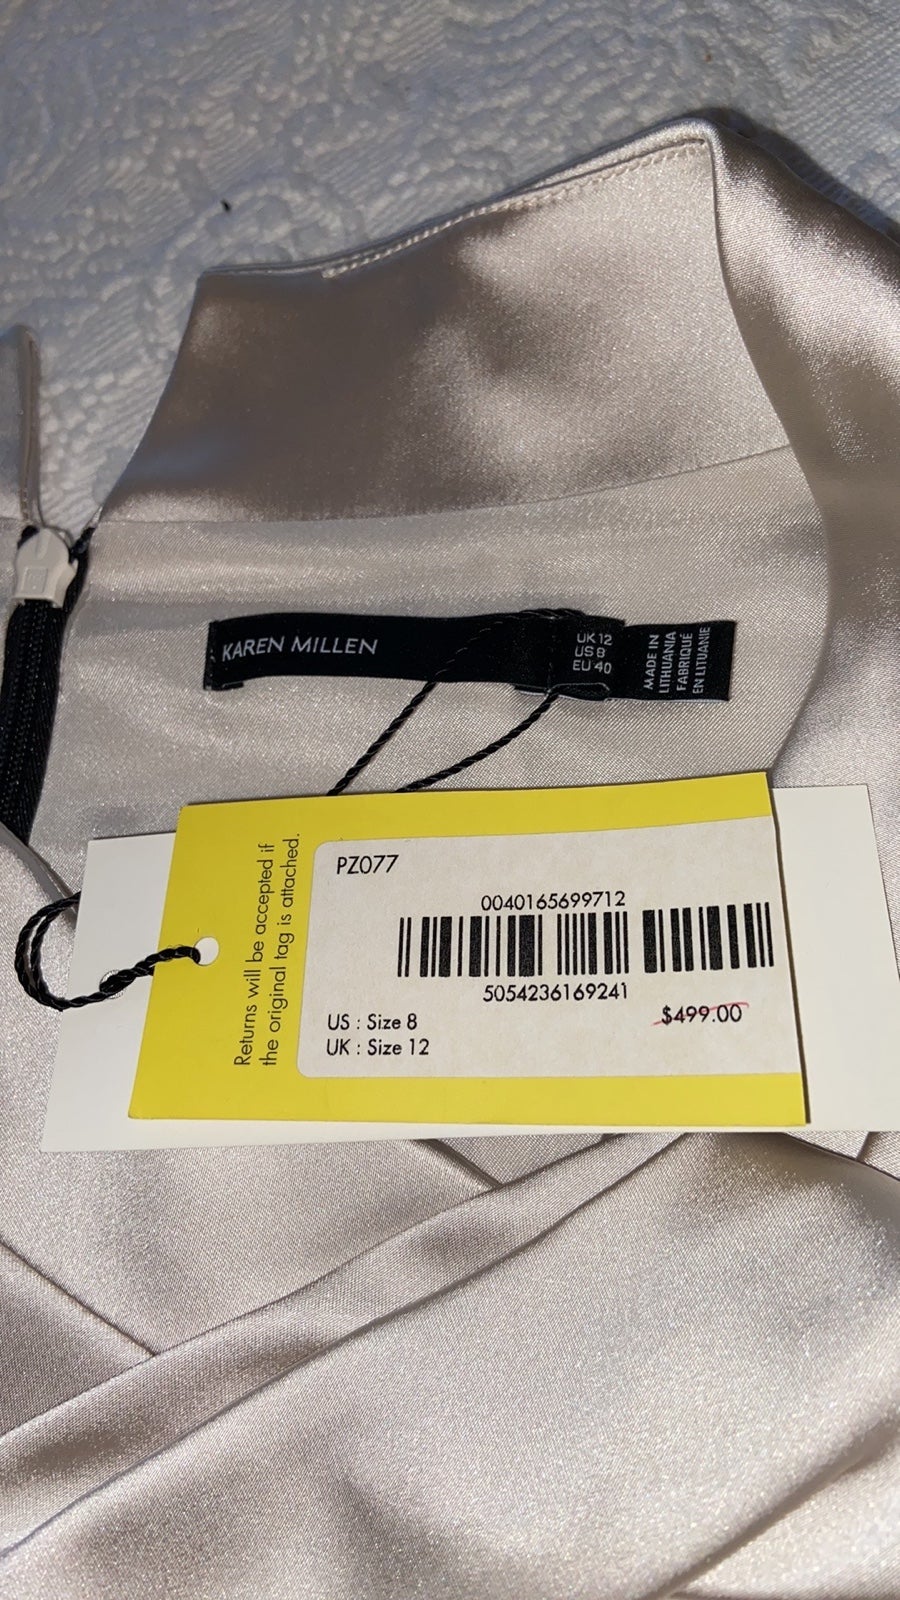 KAREN MILLEN
UK 12
US 8
EU 40
MADE IN
LITHUANIA
FABRIQUÉ
EN LITUANIE
Returns will be accepted if
the original tag is attached.
PZ077
0040165699712
5054236169241
US : Size 8
UK : Size 12
$499.00